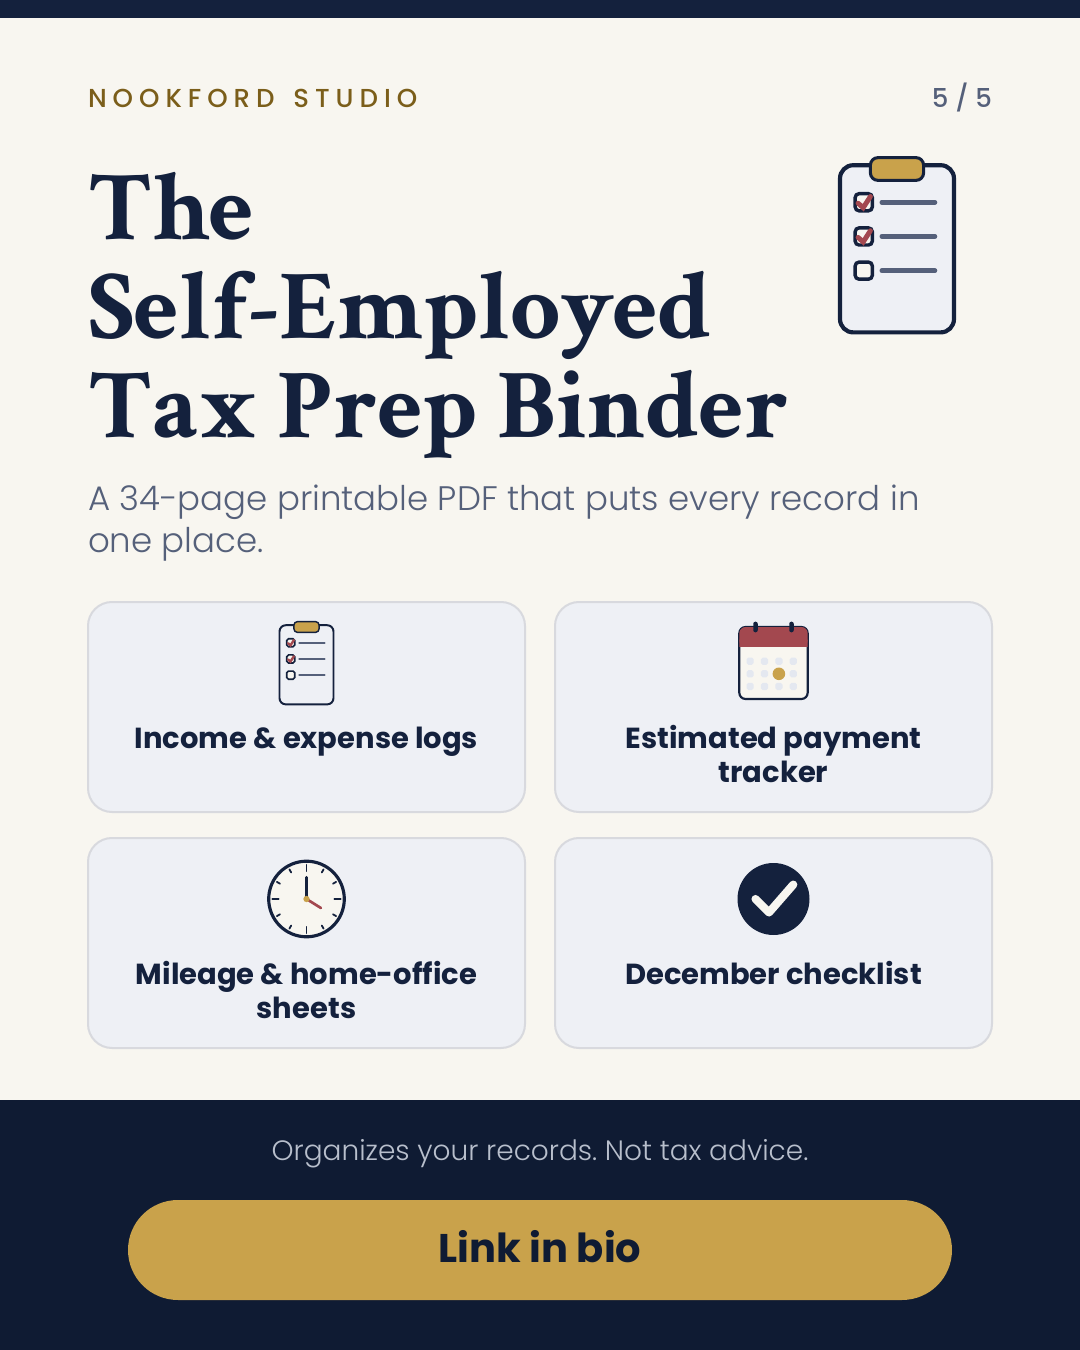 NOOKFORD STUDIO
5 / 5
The
Self-Employed
Tax Prep Binder
A 34-page printable PDF that puts every record in
one place.
Income & expense logs
Estimated payment
tracker
Mileage & home-office
sheets
December checklist
Organizes your records. Not tax advice.
Link in bio